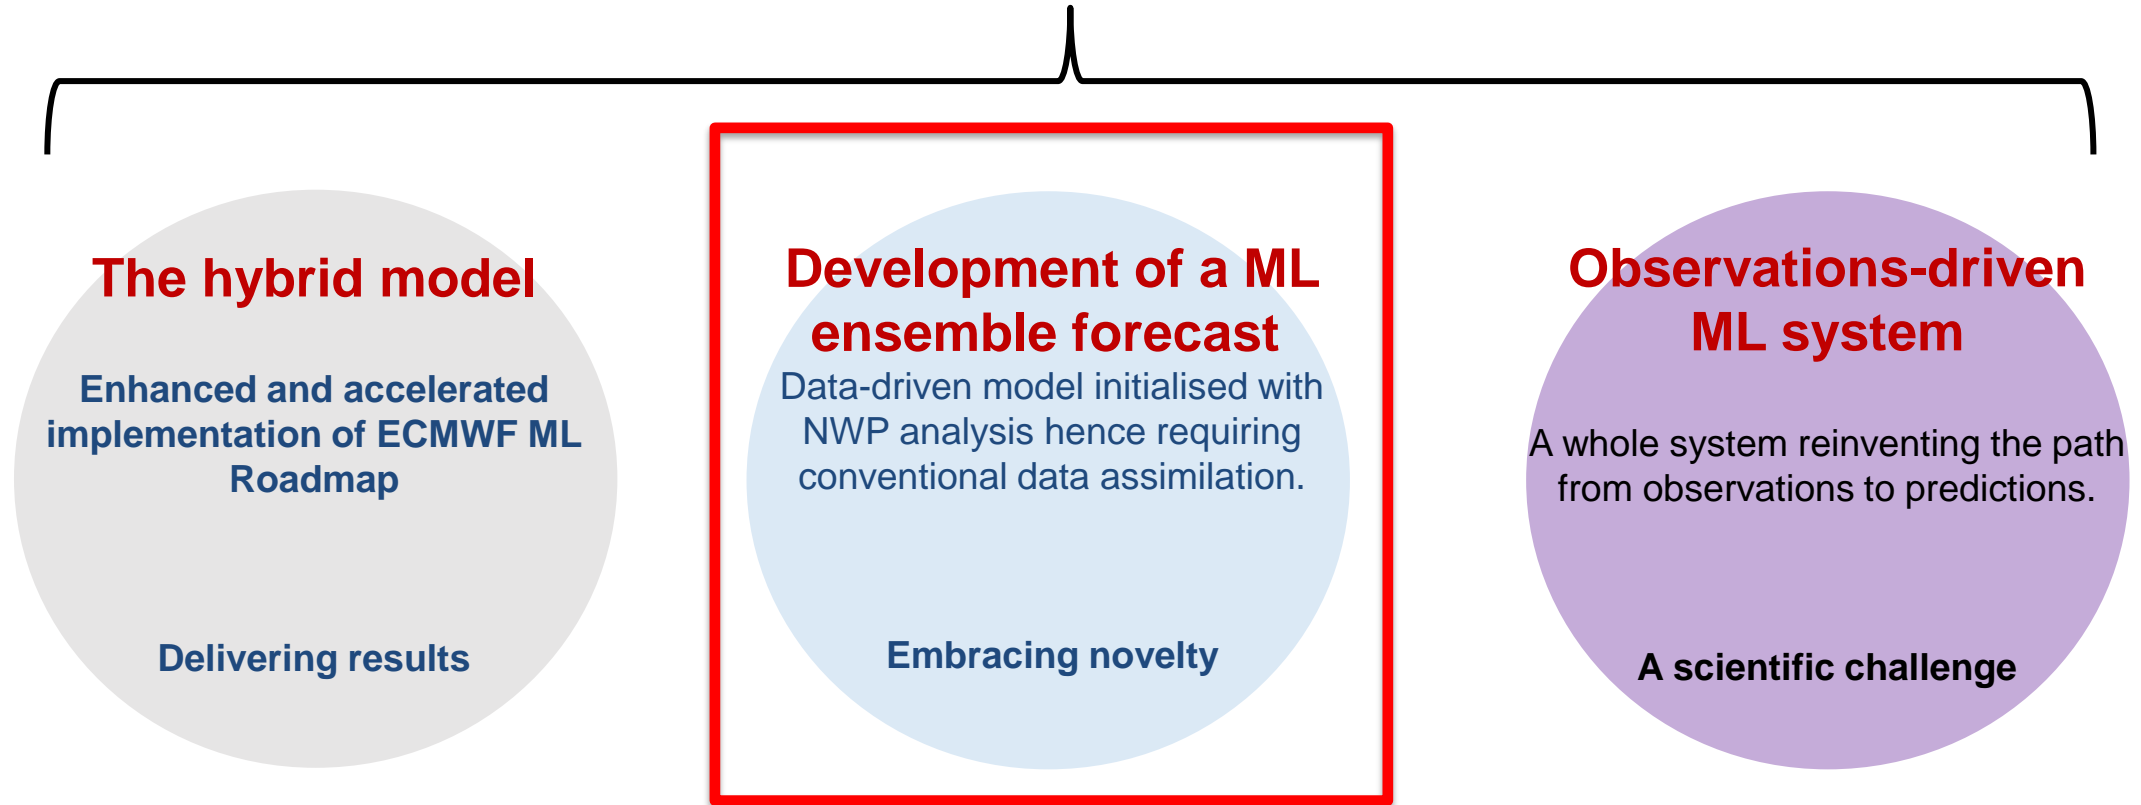 The hybrid model
Enhanced and accelerated
implementation of ECMWF ML
Roadmap
Delivering results
Development of a ML
ensemble forecast
Data-driven model initialised with
NWP analysis hence requiring
conventional data assimilation.
Embracing novelty
Observations-driven
ML system
A whole system reinventing the path
from observations to predictions.
A scientific challenge